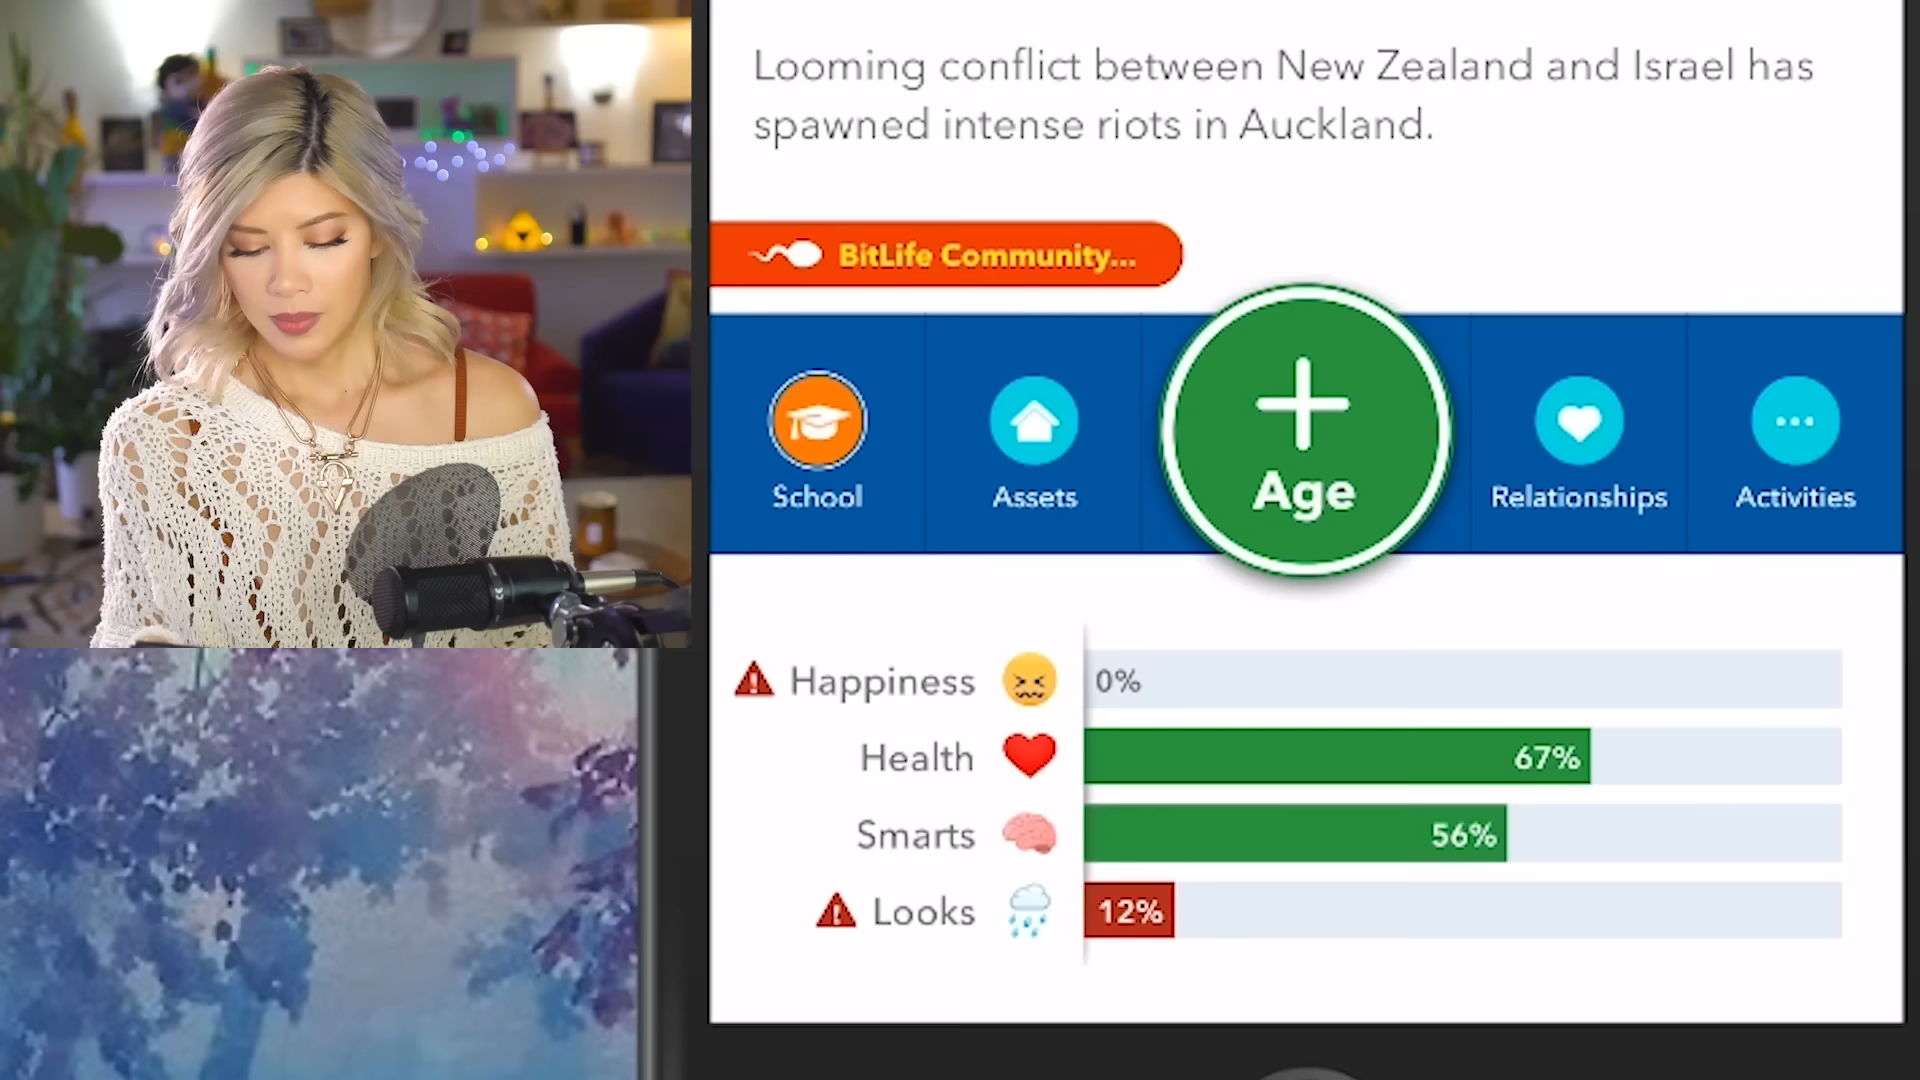 Looming conflict between New Zealand and Israel has
spawned intense riots in Auckland.
BitLife Community...
School
Assets
Age
Relationships
Activities
Happiness 0%
Health 67%
Smarts 56%
Looks 12%